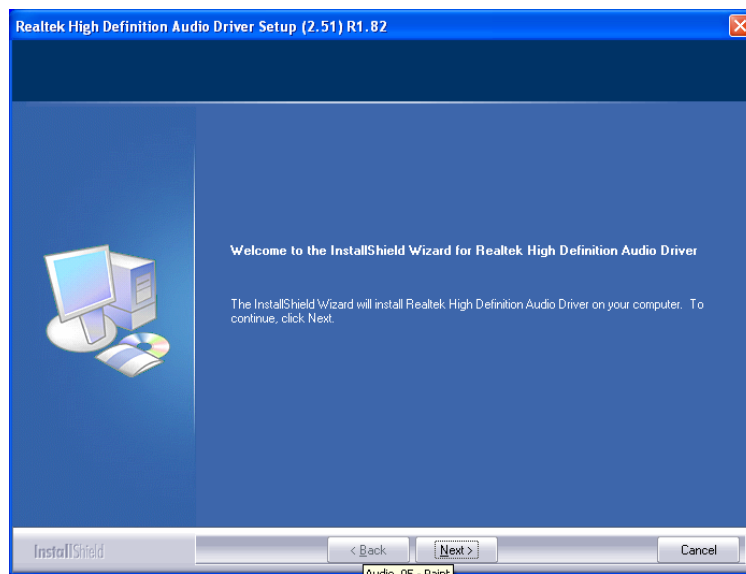 Realtek High Definition Audio Driver Setup (2.51) R1.82
Welcome to the InstallShield Wizard for Realtek High Definition Audio Driver
The InstallShield Wizard will install Realtek High Definition Audio Driver on your computer. To
continue, click Next.
InstallShield
< Back
Next >
Cancel
Audio_05 - Paint